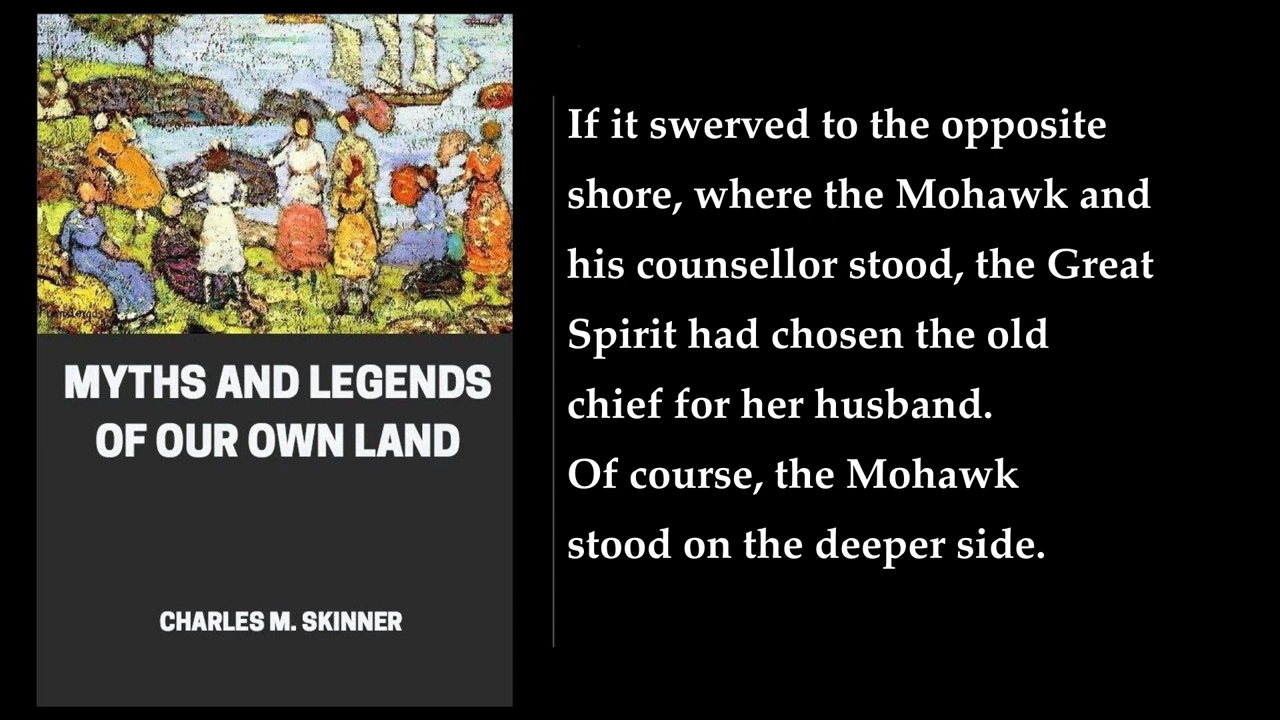 MYTHS AND LEGENDS
OF OUR OWN LAND
CHARLES M. SKINNER
If it swerved to the opposite
shore, where the Mohawk and
his counsellor stood, the Great
Spirit had chosen the old
chief for her husband.
Of course, the Mohawk
stood on the deeper side.